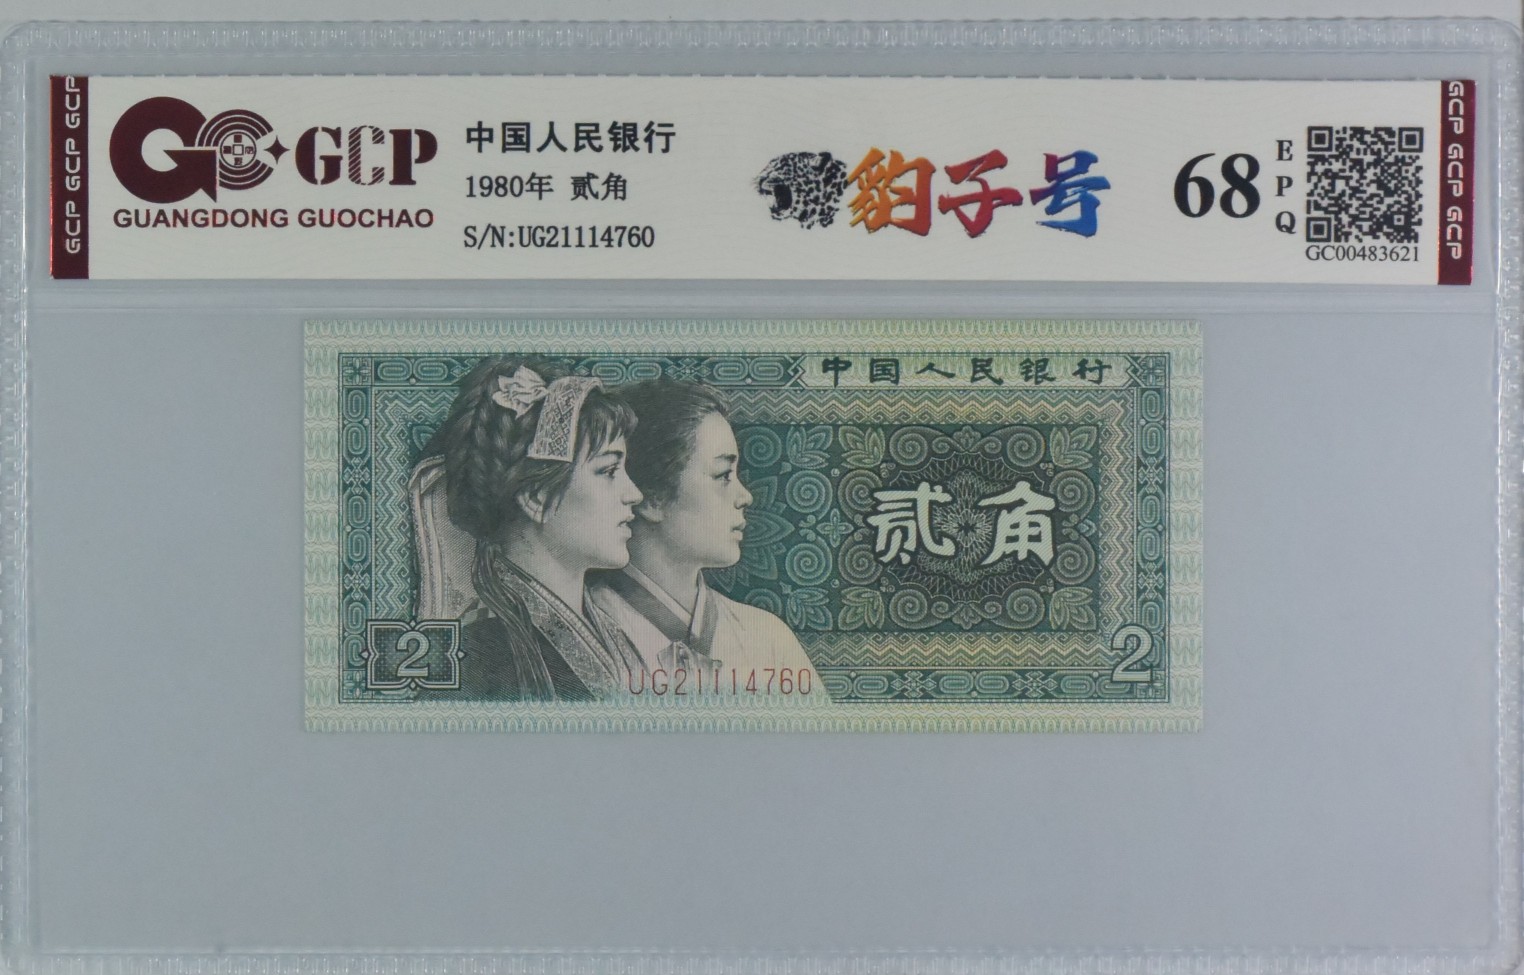 GCP GCP GCP
GCP
GUANGDONG GUOCHAO
中国人民银行
1980年 贰角
S/N:UG21114760
豹子号
68
EPQ
GC00483621
GCP GCP GCP
中国人民银行
贰角
2
2
UG21114760